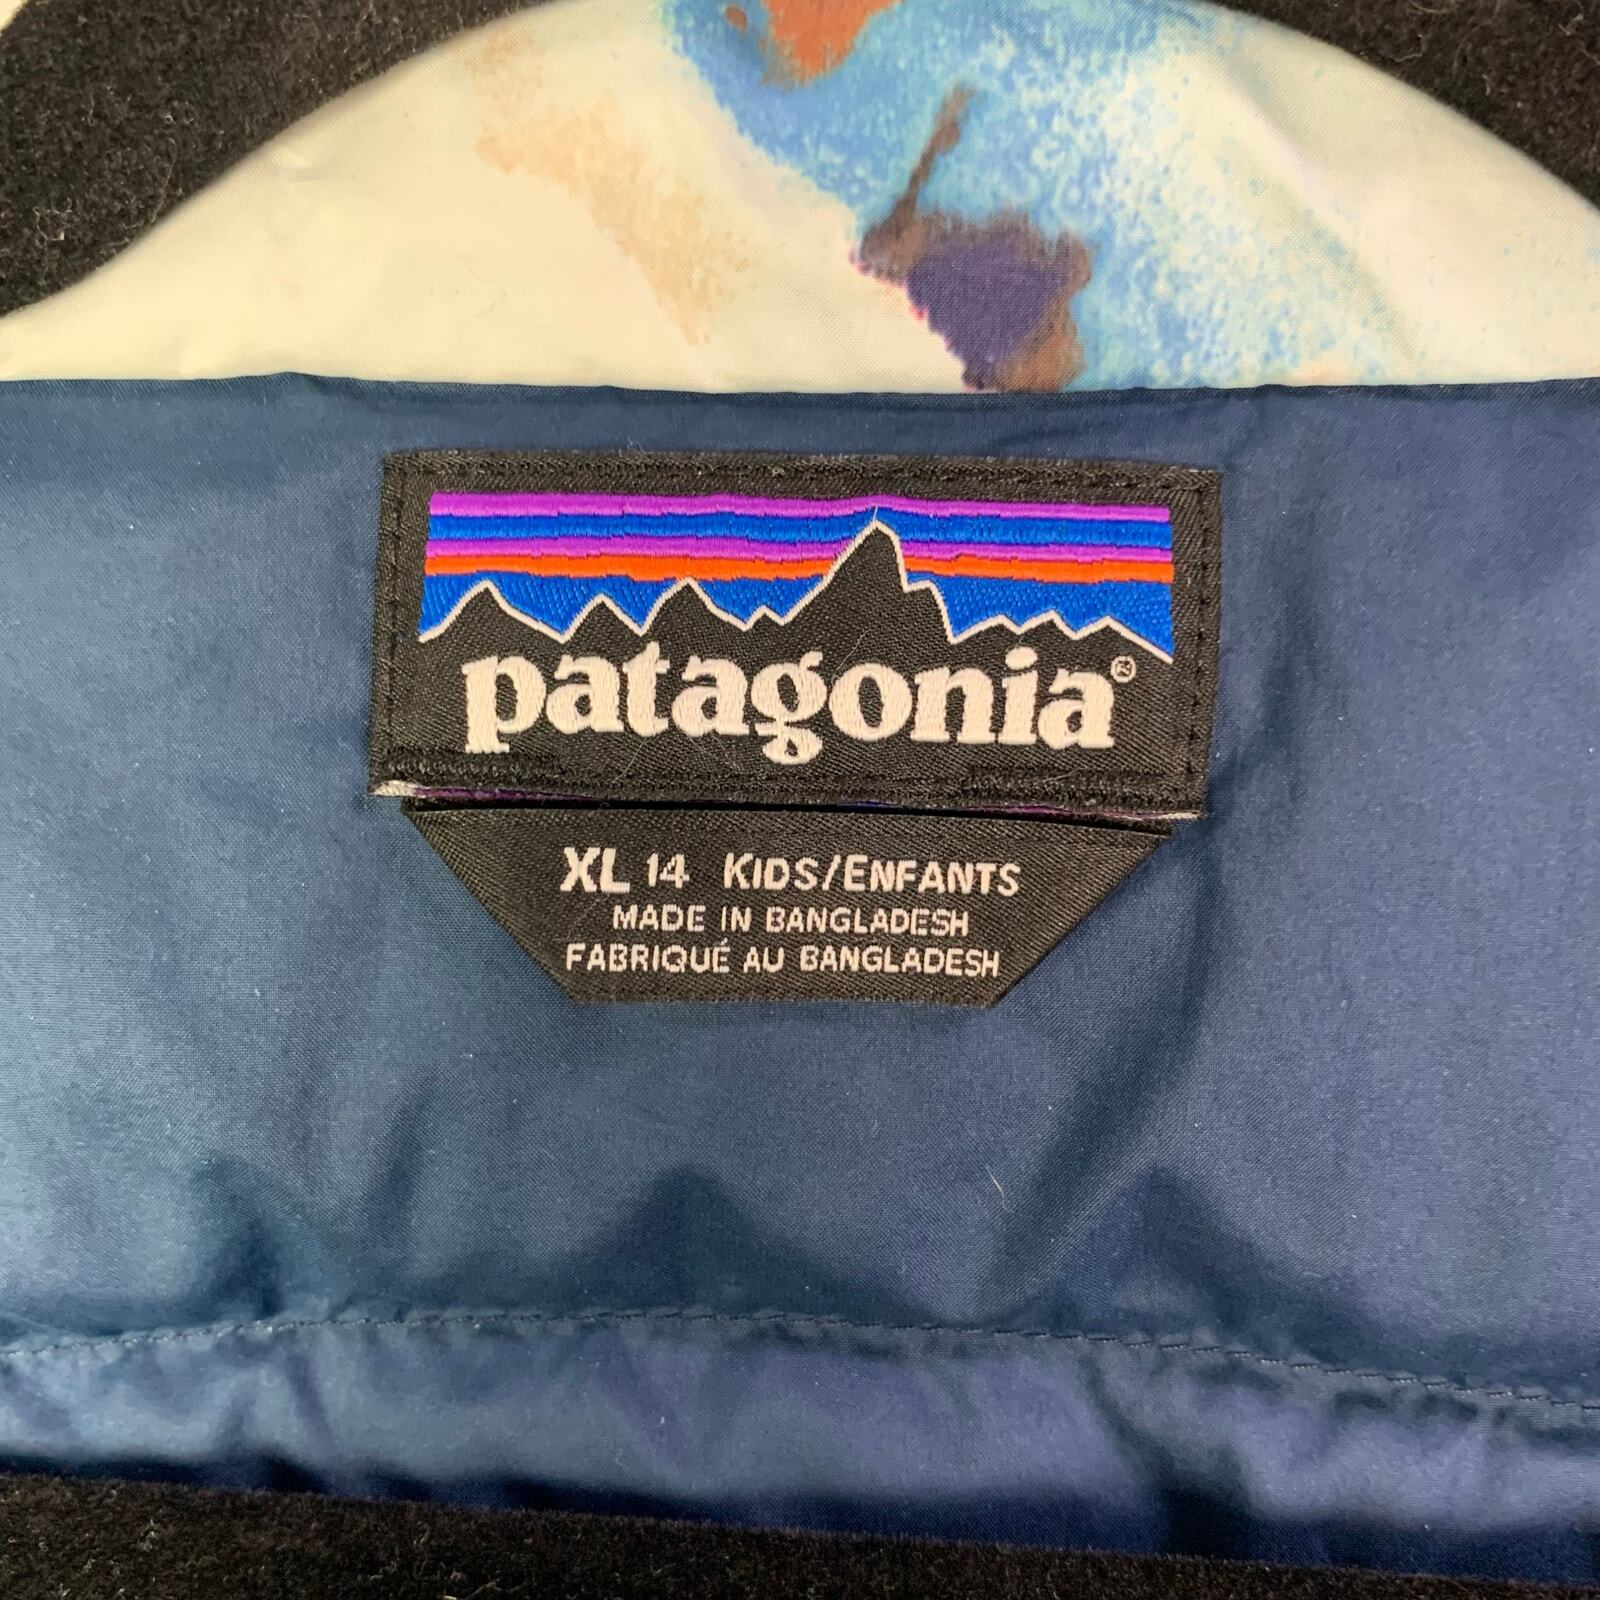 patagonia®
XL 14 KIDS/ENFANTS
MADE IN BANGLADESH
FABRIQUÉ AU BANGLADESH